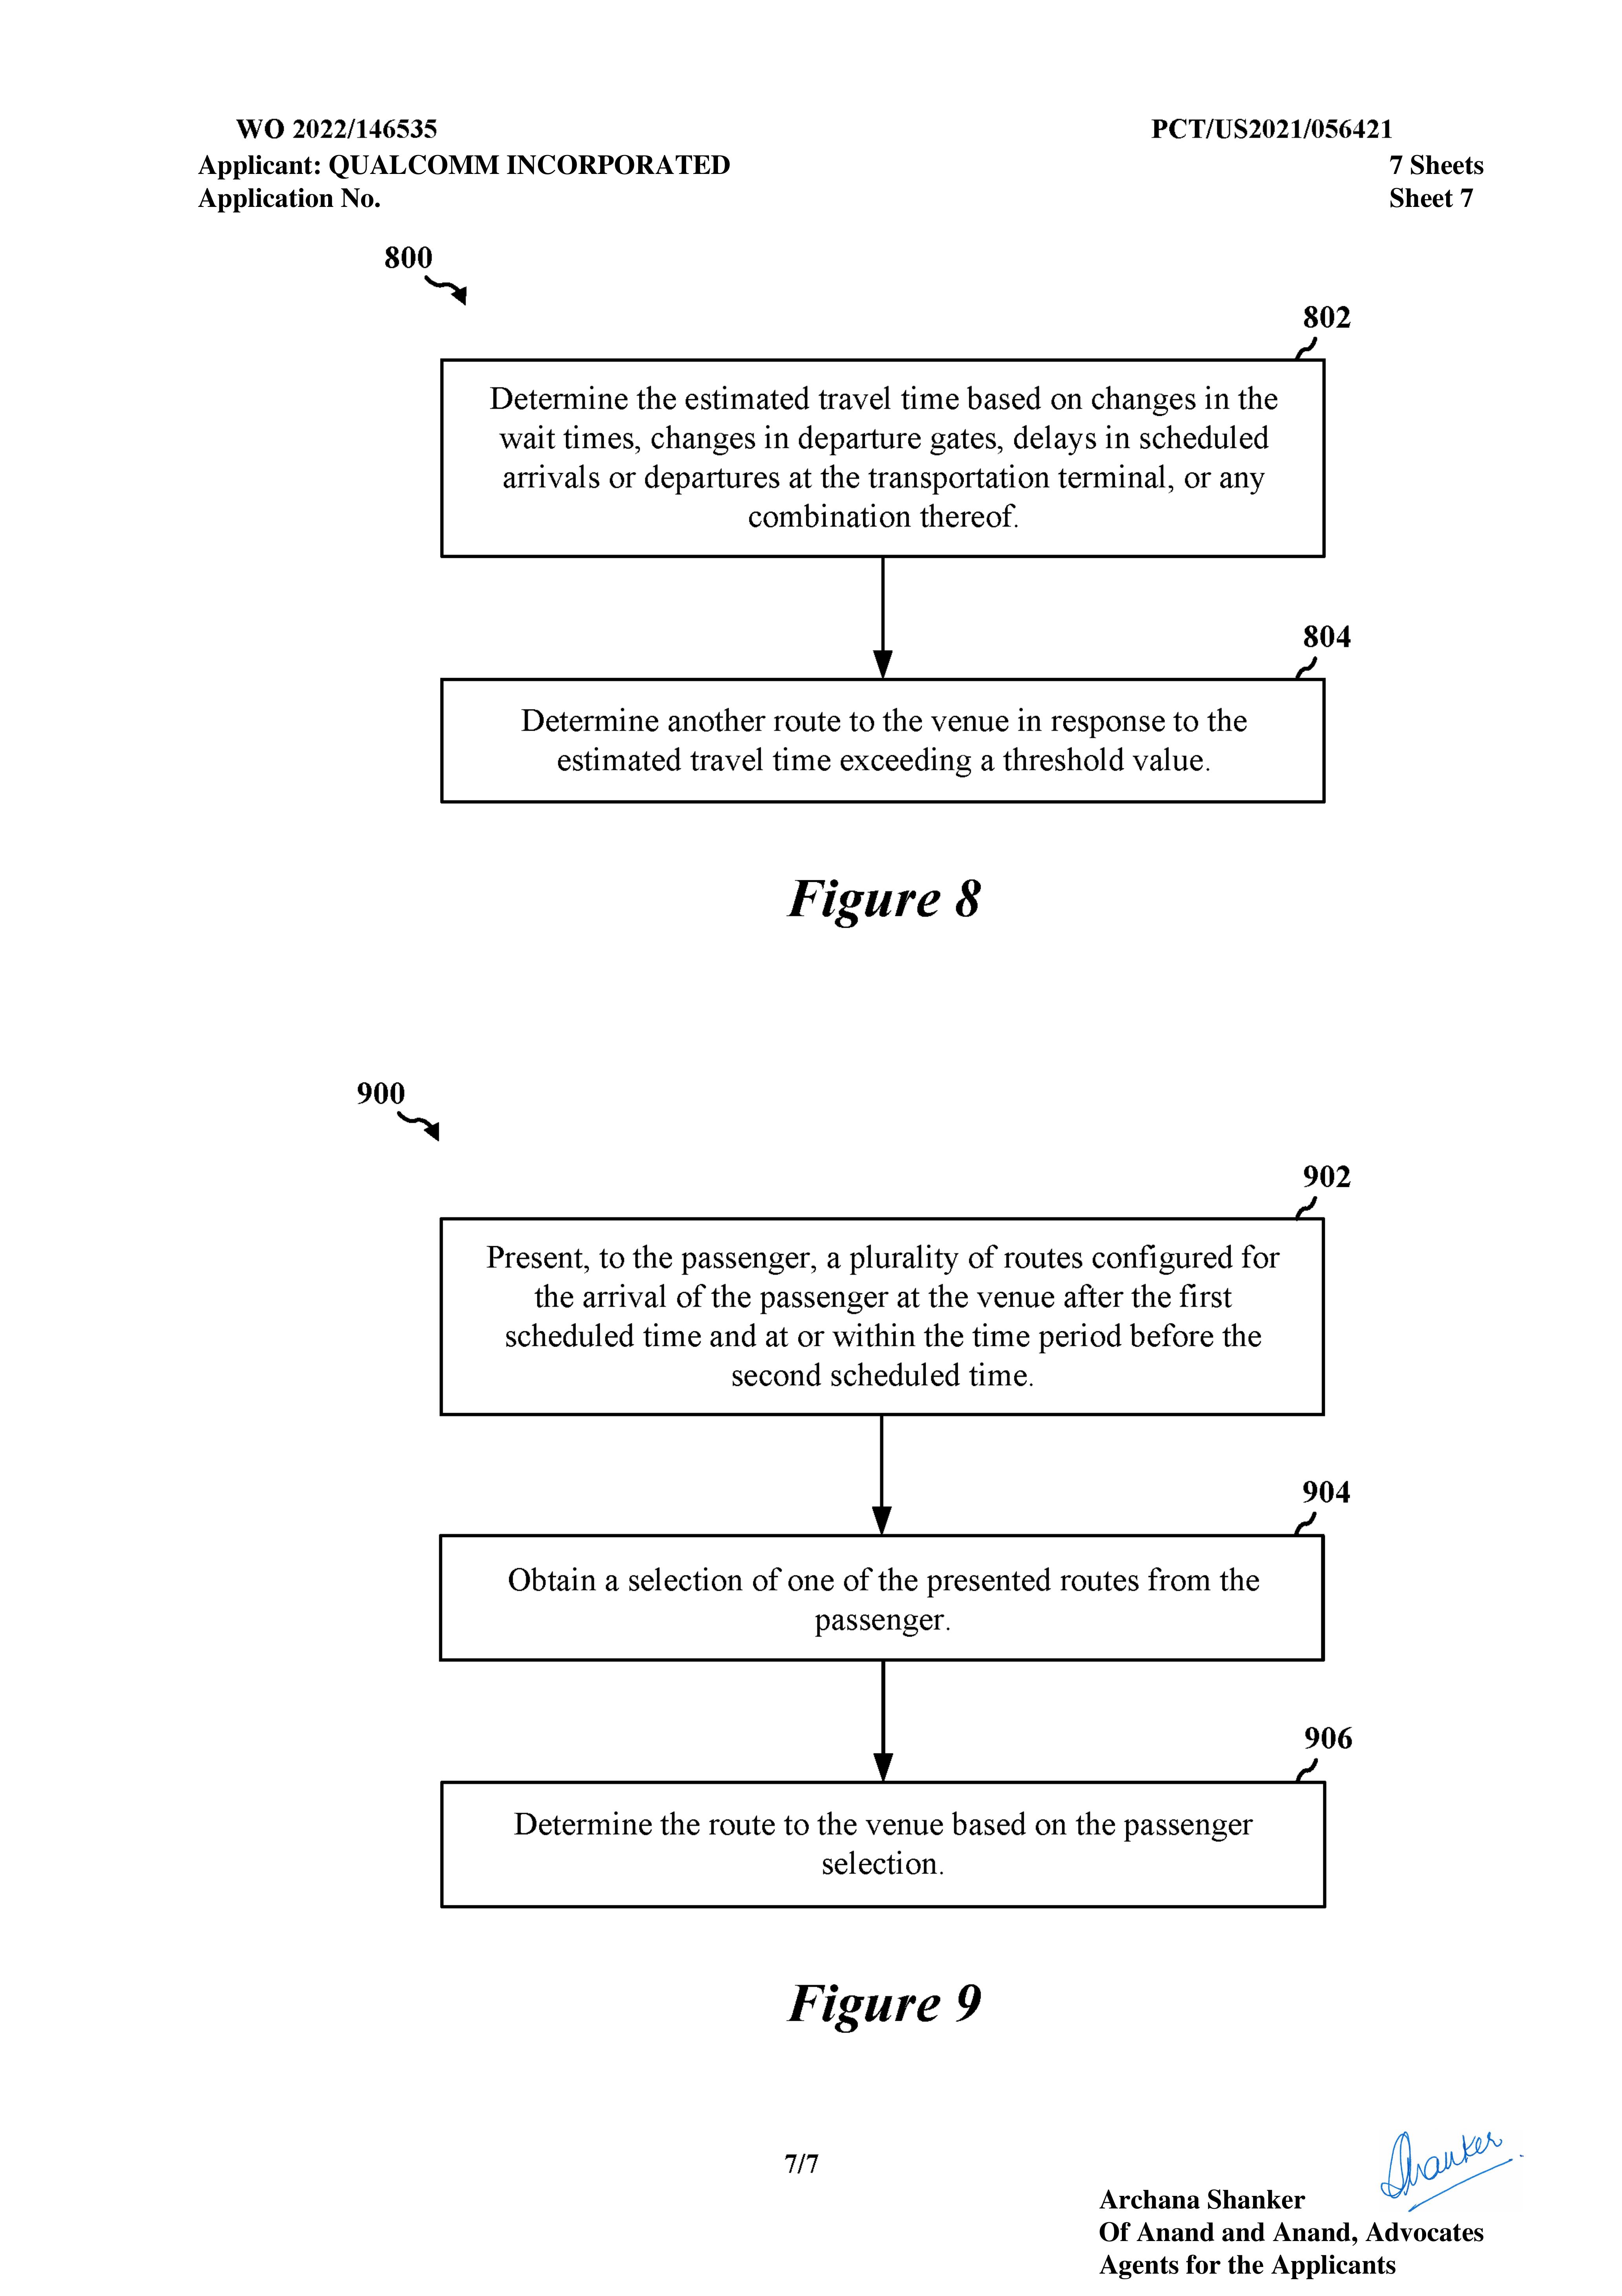 WO 2022/146535 PCT/US2021/056421
Applicant: QUALCOMM INCORPORATED 7 Sheets
Application No. Sheet 7
800
802
Determine the estimated travel time based on changes in the
wait times, changes in departure gates, delays in scheduled
arrivals or departures at the transportation terminal, or any
combination thereof.
804
Determine another route to the venue in response to the
estimated travel time exceeding a threshold value.
Figure 8
900
902
Present, to the passenger, a plurality of routes configured for
the arrival of the passenger at the venue after the first
scheduled time and at or within the time period before the
second scheduled time.
904
Obtain a selection of one of the presented routes from the
passenger.
906
Determine the route to the venue based on the passenger
selection.
Figure 9
7/7
Shanker
Archana Shanker
Of Anand and Anand, Advocates
Agents for the Applicants